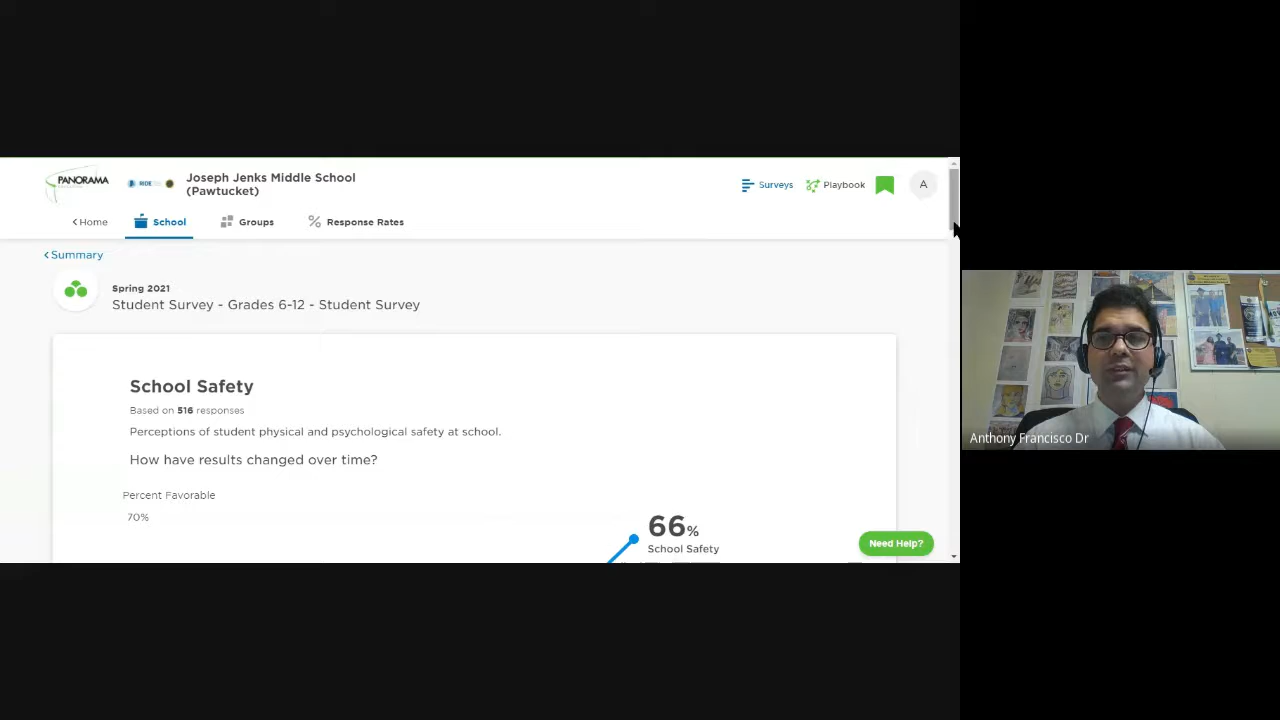 PANORAMA
RIDE
Joseph Jenks Middle School
(Pawtucket)
Surveys
Playbook
A
Home
School
Groups
Response Rates
Summary
Spring 2021
Student Survey - Grades 6-12 - Student Survey
School Safety
Based on 516 responses
Perceptions of student physical and psychological safety at school.
How have results changed over time?
Percent Favorable
70%
66%
School Safety
Need Help?
Anthony Francisco Dr